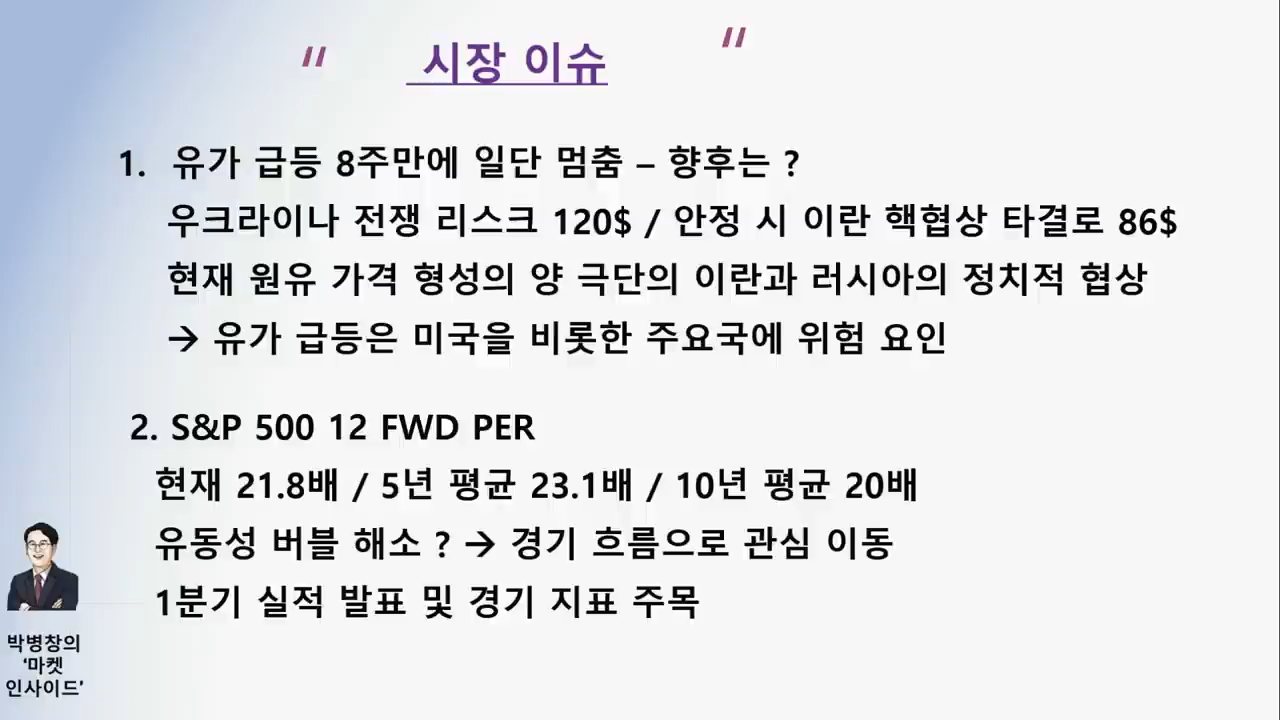 " 시장 이슈 "
1. 유가 급등 8주만에 일단 멈춤 – 향후는 ?
우크라이나 전쟁 리스크 120$ / 안정 시 이란 핵협상 타결로 86$
현재 원유 가격 형성의 양 극단의 이란과 러시아의 정치적 협상
→ 유가 급등은 미국을 비롯한 주요국에 위험 요인
2. S&P 500 12 FWD PER
현재 21.8배 / 5년 평균 23.1배 / 10년 평균 20배
유동성 버블 해소 ? → 경기 흐름으로 관심 이동
1분기 실적 발표 및 경기 지표 주목
박병창의
‘마켓
인사이드’